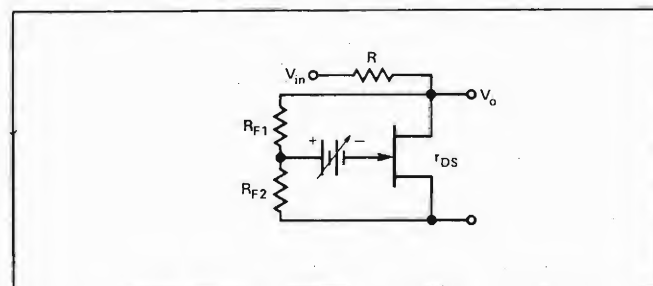 R
V_in
V_o
R_F1
+ −
r_DS
R_F2